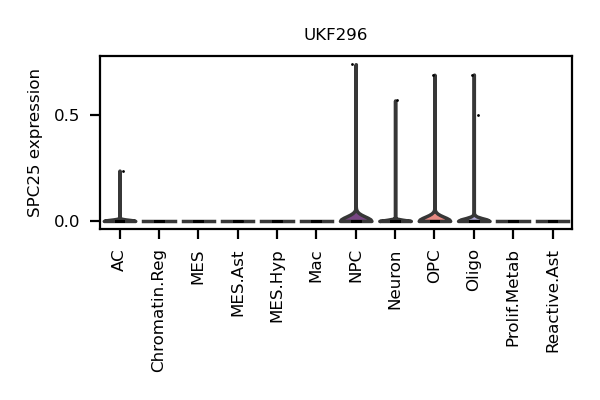 UKF296
SPC25 expression
0.5
0.0
AC
Chromatin.Reg
MES
MES.Ast
MES.Hyp
Mac
NPC
Neuron
OPC
Oligo
Prolif.Metab
Reactive.Ast